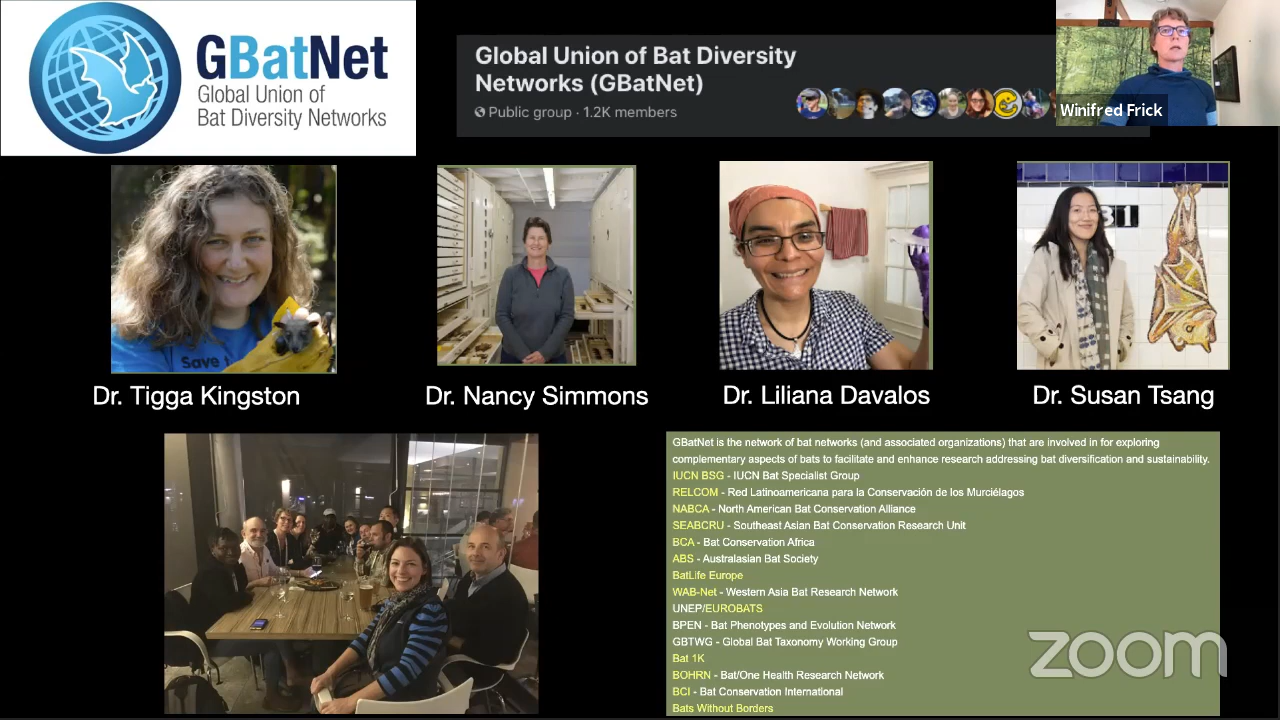 GBatNet
Global Union of
Bat Diversity Networks
Global Union of Bat Diversity
Networks (GBatNet)
Public group · 1.2K members
Winifred Frick
Save
31
Dr. Tigga Kingston
Dr. Nancy Simmons
Dr. Liliana Davalos
Dr. Susan Tsang
GBatNet is the network of bat networks (and associated organizations) that are involved in for exploring
complementary aspects of bats to facilitate and enhance research addressing bat diversification and sustainability.
IUCN BSG - IUCN Bat Specialist Group
RELCOM - Red Latinoamericana para la Conservación de los Murciélagos
NABCA - North American Bat Conservation Alliance
SEABCRU - Southeast Asian Bat Conservation Research Unit
BCA - Bat Conservation Africa
ABS - Australasian Bat Society
BatLife Europe
WAB-Net - Western Asia Bat Research Network
UNEP/EUROBATS
BPEN - Bat Phenotypes and Evolution Network
GBTWG - Global Bat Taxonomy Working Group
Bat 1K
BOHRN - Bat/One Health Research Network
BCI - Bat Conservation International
Bats Without Borders
zoom